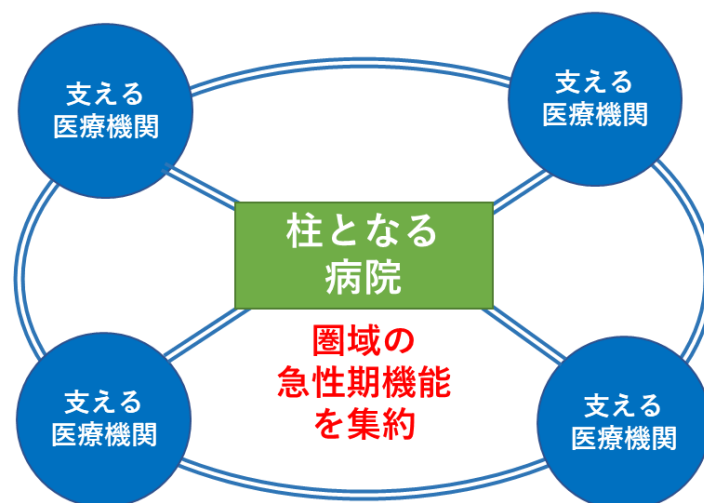 支える
医療機関
支える
医療機関
柱となる
病院
圏域の
急性期機能
を集約
支える
医療機関
支える
医療機関